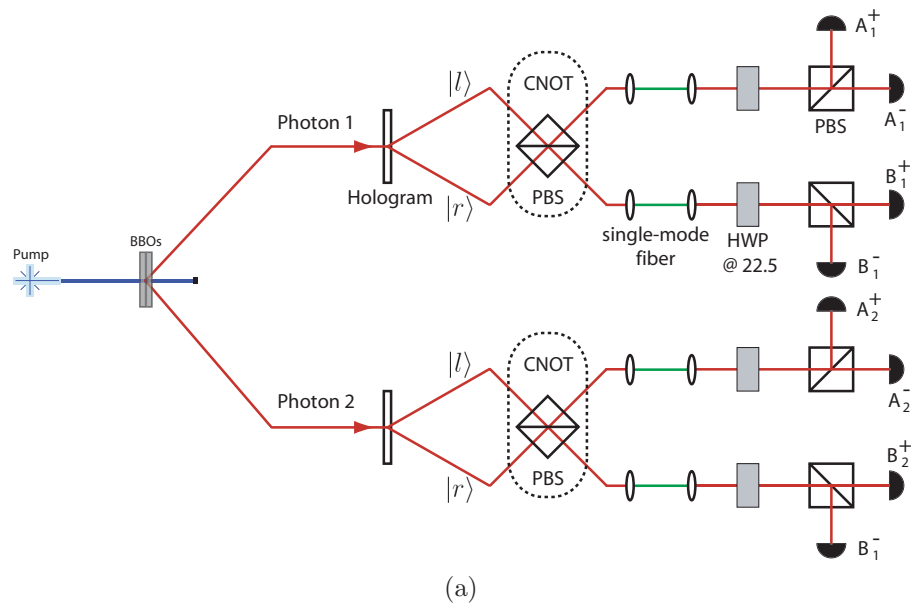 A₁⁺
|l⟩
CNOT
Photon 1
PBS
A₁⁻
Hologram
B₁⁺
|r⟩
PBS
single-mode
fiber
HWP
@ 22.5
BBOs
Pump
B₁⁻
A₂⁺
|l⟩
CNOT
Photon 2
A₂⁻
B₂⁺
|r⟩
PBS
B₁⁻
(a)